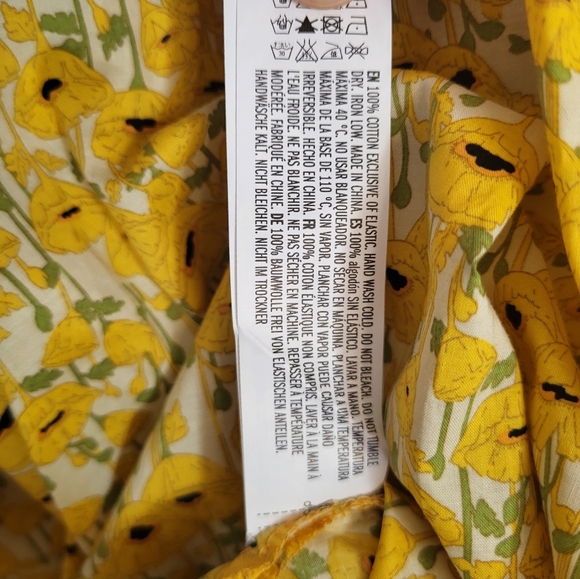 EN 100% COTTON EXCLUSIVE OF ELASTIC. HAND WASH COLD. DO NOT BLEACH. DO NOT TUMBLE
DRY. IRON LOW. MADE IN CHINA. ES 100% algodón SIN ELÁSTICO. LAVAR A MANO. TEMPERATURA
MÁXIMA 40 °C. NO USAR BLANQUEADOR. NO SECAR EN MÁQUINA. PLANCHAR A UNA TEMPERATURA
MÁXIMA DE LA BASE DE 110 °C, SIN VAPOR. PLANCHAR CON VAPOR PUEDE CAUSAR DAÑO
IRREVERSIBLE. HECHO EN CHINA. FR 100% COTON ÉLASTIQUE NON COMPRIS. LAVER À LA MAIN À
L'EAU FROIDE. NE PAS BLANCHIR. NE PAS SÉCHER EN MACHINE. REPASSER À TEMPÉRATURE
MODÉRÉE. FABRIQUÉ EN CHINE. DE 100% BAUMWOLLE FREI VON ELASTISCHEN ANTEILEN.
HANDWÄSCHE KALT. NICHT BLEICHEN. NICHT IM TROCKNER